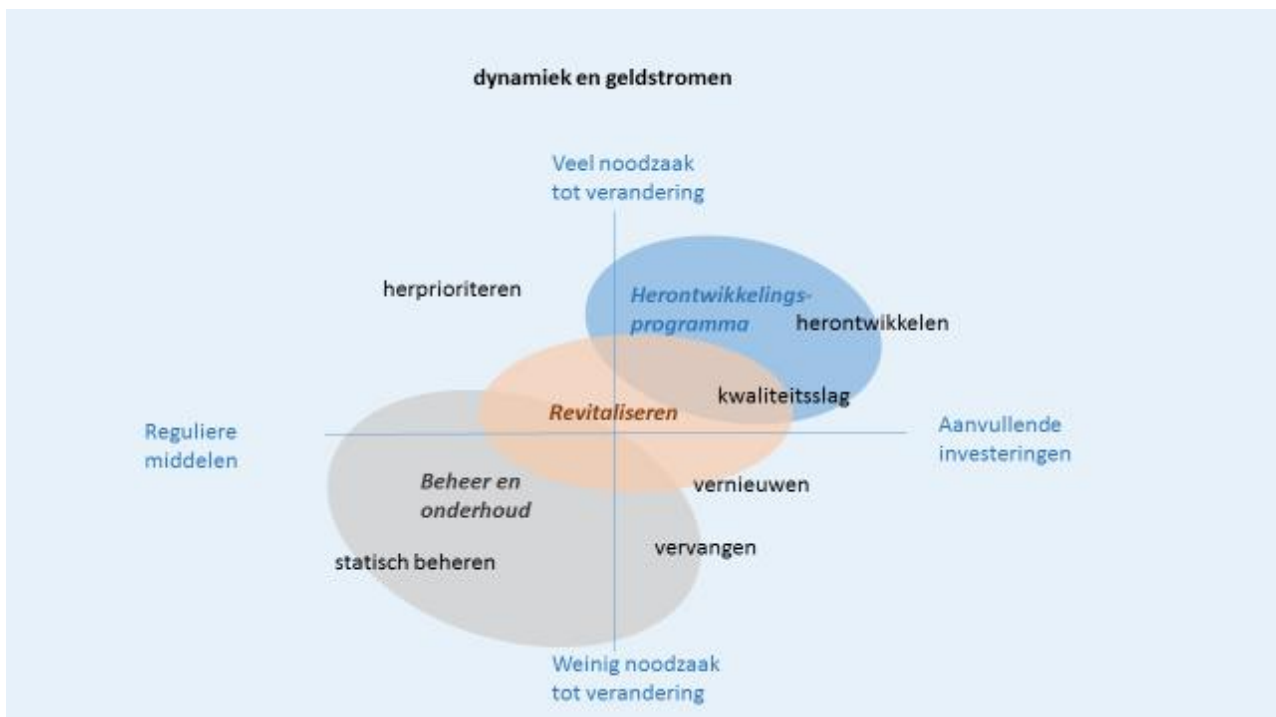 dynamiek en geldstromen
Veel noodzaak
tot verandering
herprioriteren
Herontwikkelings-
programma
herontwikkelen
kwaliteitsslag
Revitaliseren
Reguliere
middelen
Aanvullende
investeringen
Beheer en
onderhoud
vernieuwen
vervangen
statisch beheren
Weinig noodzaak
tot verandering